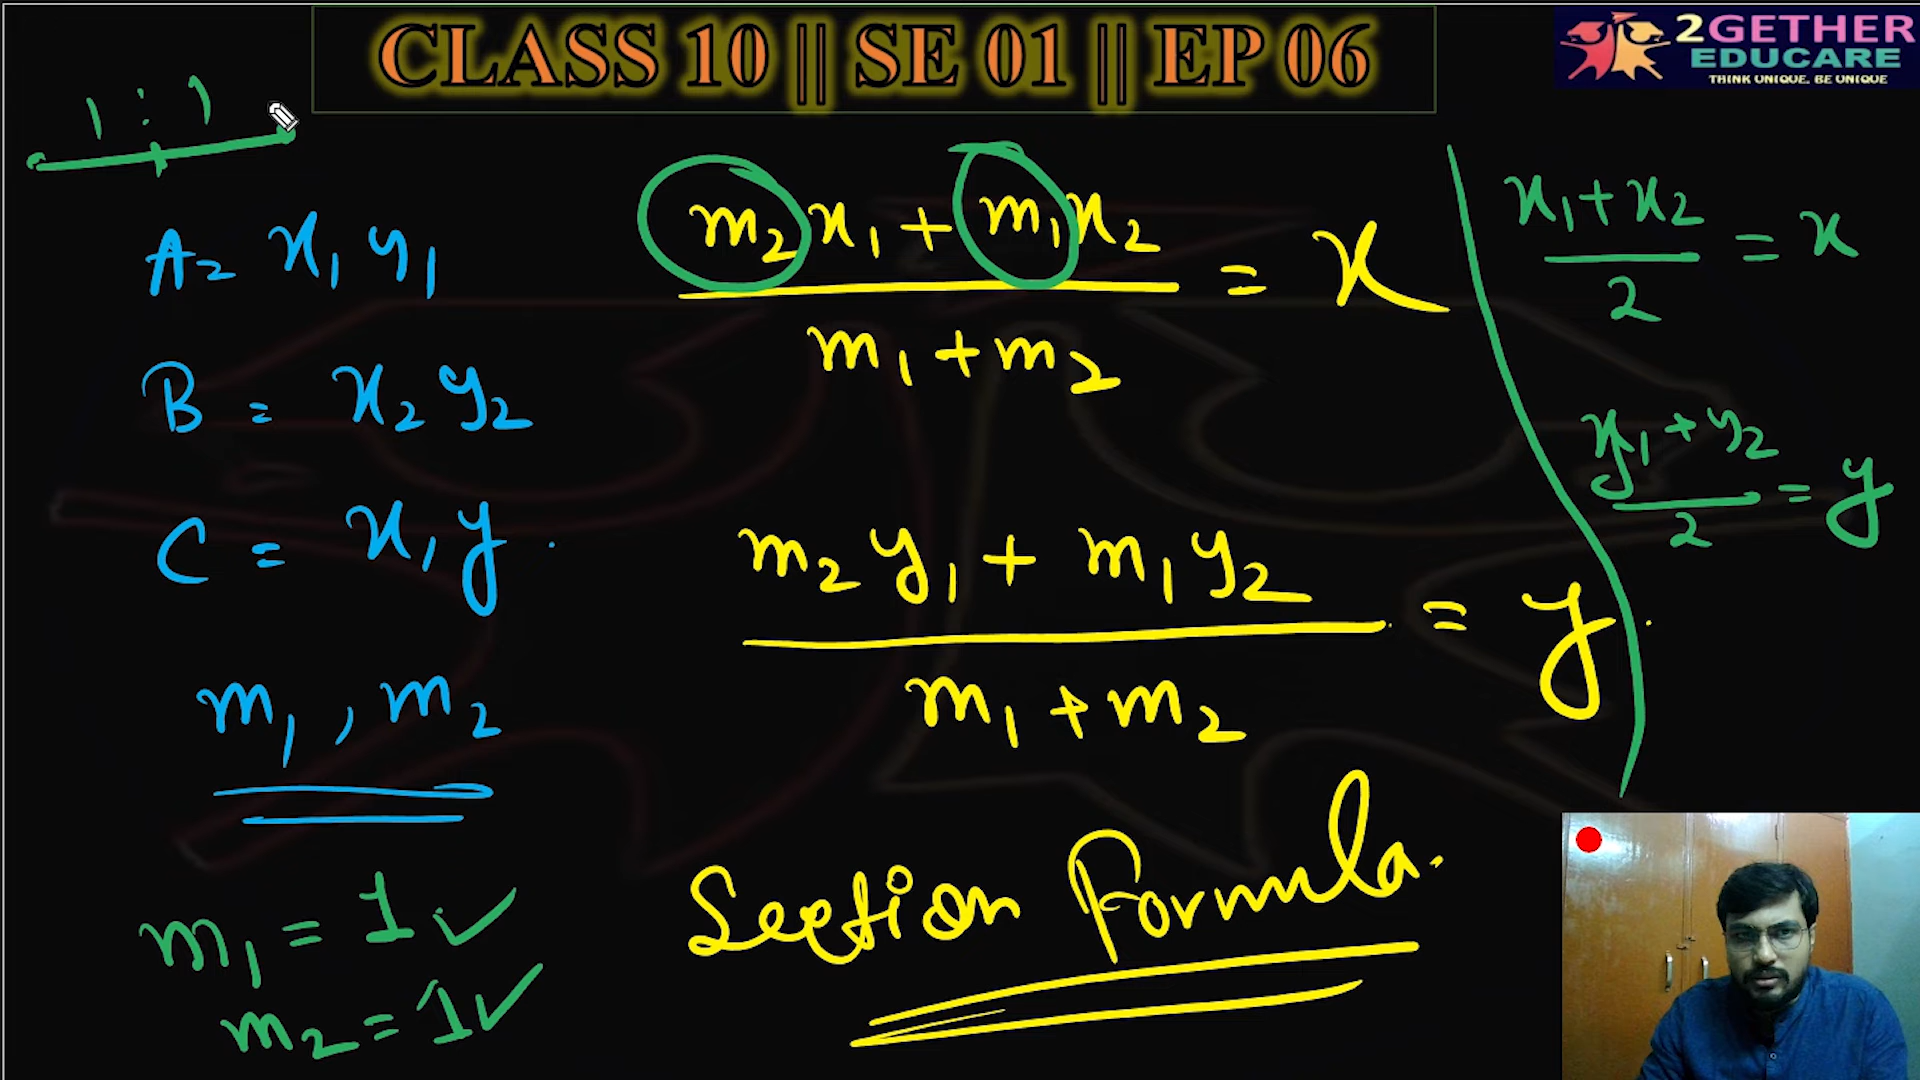 CLASS 10 || SE 01 || EP 06
2GETHER
EDUCARE
THINK UNIQUE. BE UNIQUE
1 : 1
A= x₁ y₁
B = x₂ y₂
C = x, y.
m₁, m₂
m₁ = 1 ✓
m₂ = 1 ✓
m₂x₁ + m₁x₂
= x
m₁ + m₂
m₂y₁ + m₁y₂
= y.
m₁ + m₂
Section Formula.
x₁ + x₂
= x
2
y₁ + y₂
= y
2